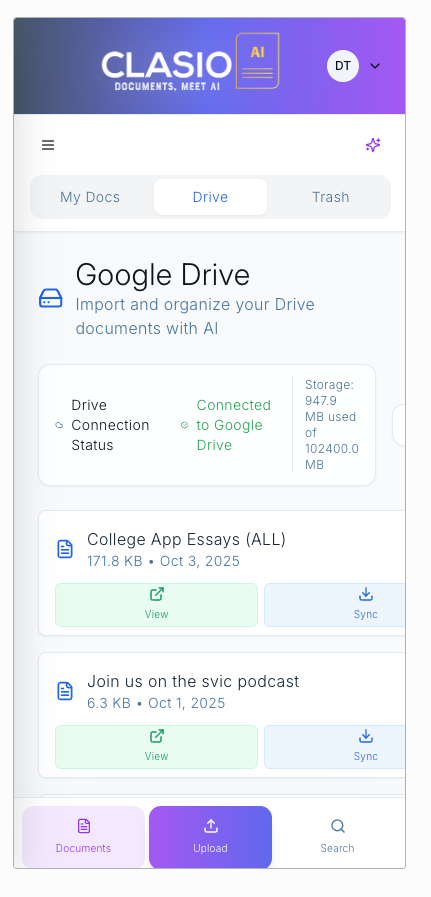 CLASIO
AI
DOCUMENTS, MEET AI
DT
My Docs
Drive
Trash
Google Drive
Import and organize your Drive
documents with AI
Drive
Connection
Status
Connected
to Google
Drive
Storage:
947.9
MB used
of
102400.0
MB
College App Essays (ALL)
171.8 KB • Oct 3, 2025
View
Sync
Join us on the svic podcast
6.3 KB • Oct 1, 2025
View
Sync
Documents
Upload
Search